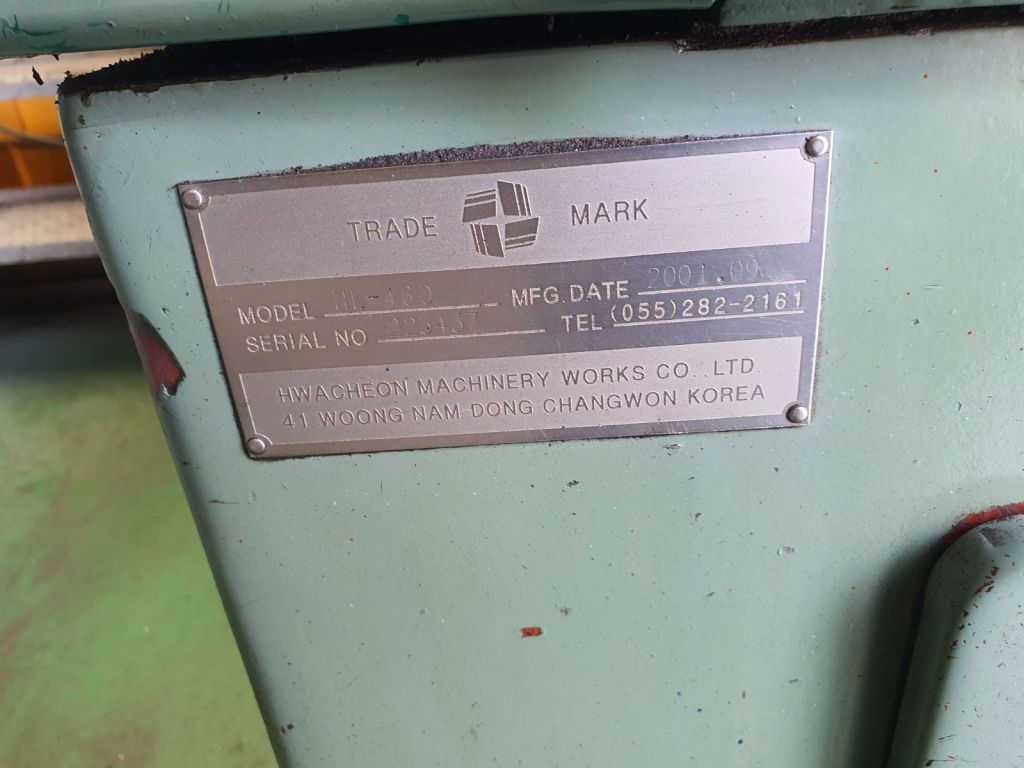 TRADE MARK
MODEL HL-460 MFG.DATE 2001.09.
SERIAL NO TEL (055)282-2161
HWACHEON MACHINERY WORKS CO., LTD.
41 WOONG NAM DONG CHANGWON KOREA